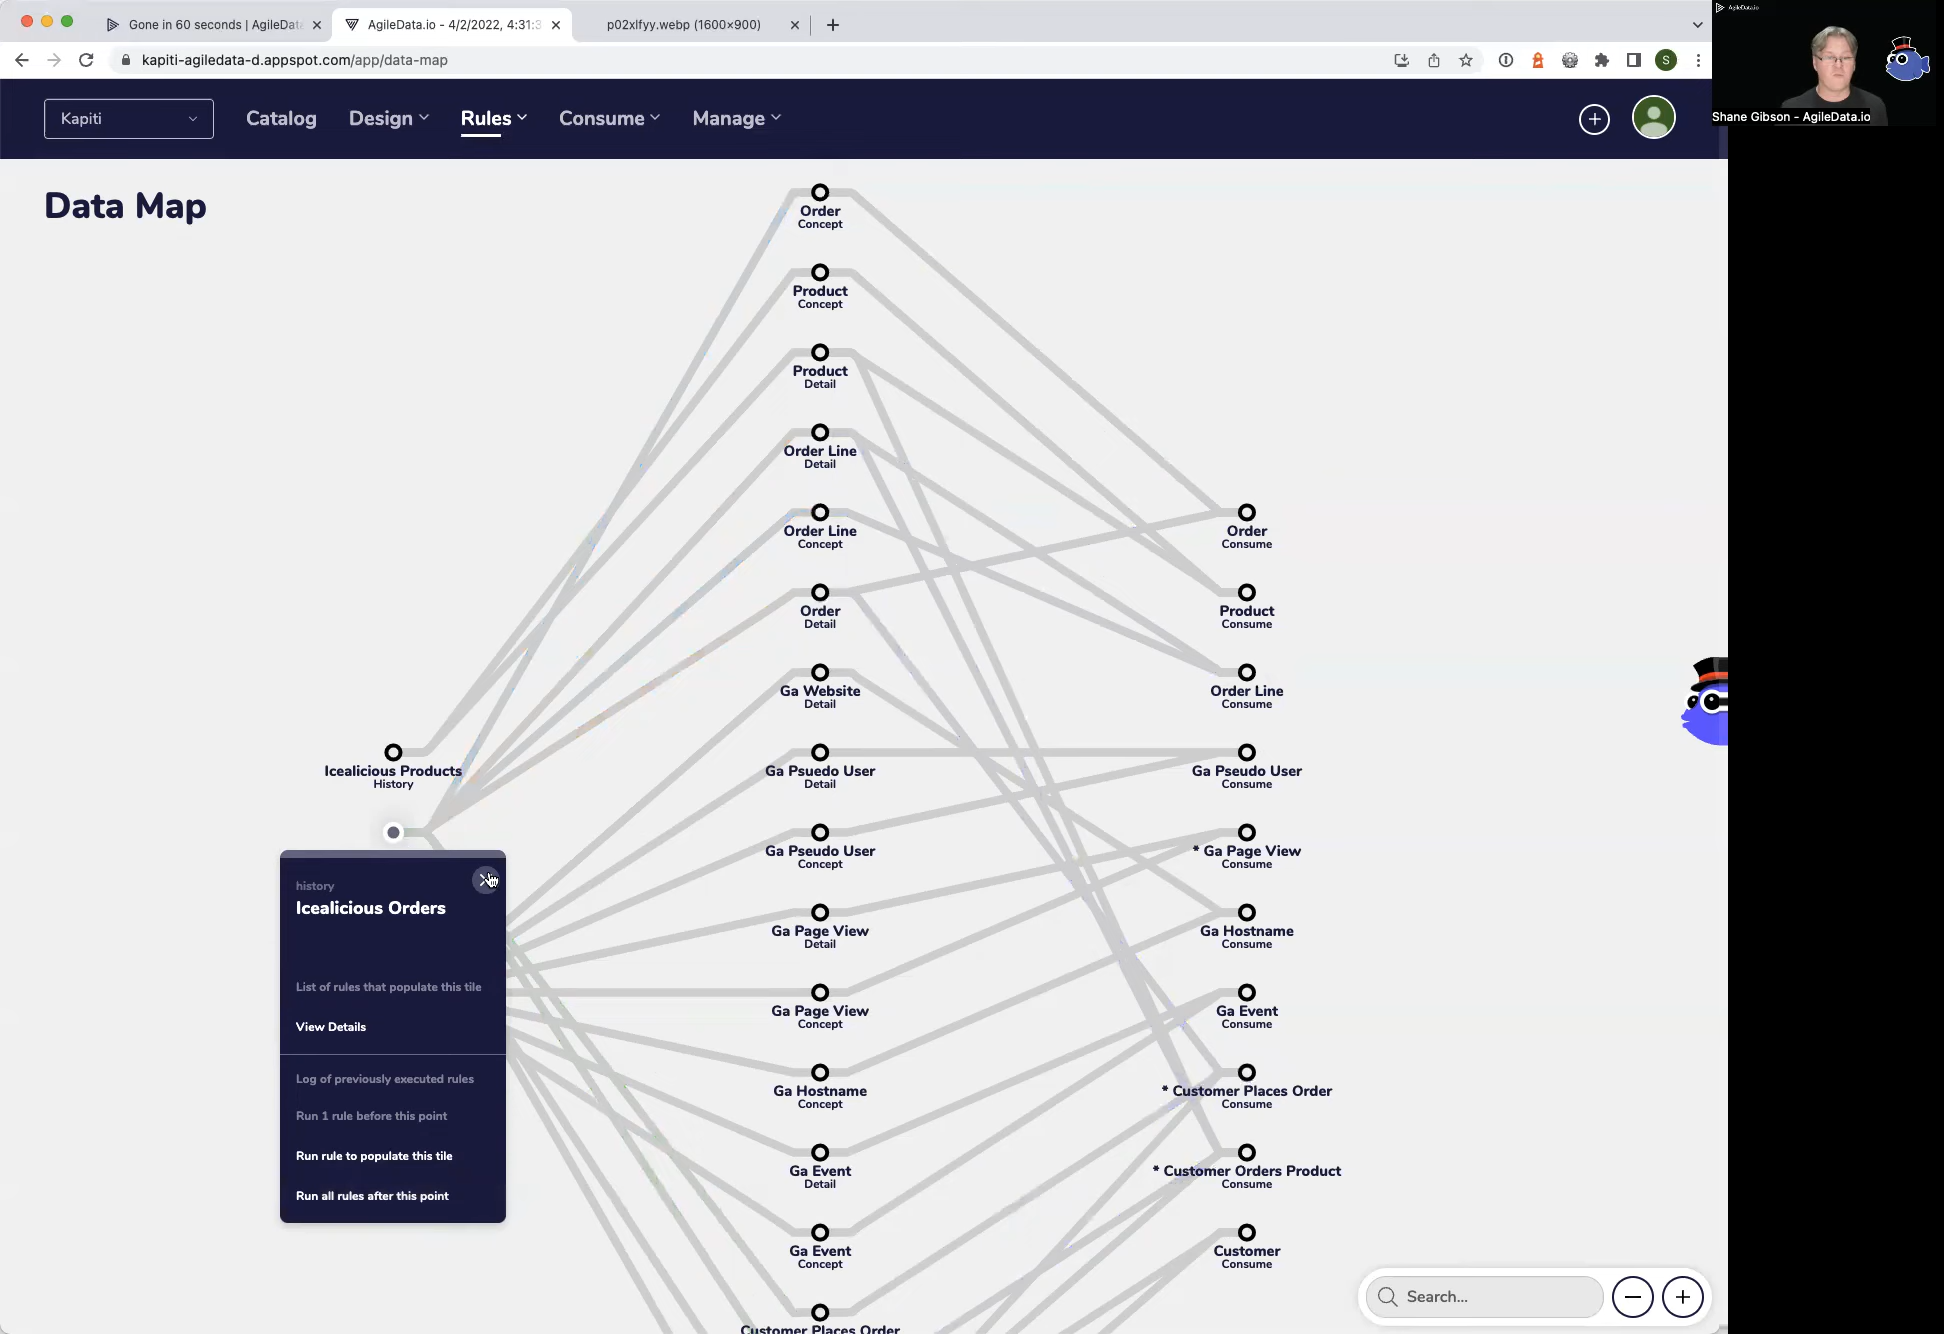 Gone in 60 seconds | AgileData
AgileData.io - 4/2/2022, 4:31:3
p02xlfyy.webp (1600×900)
AgileData.io
kapiti-agiledata-d.appspot.com/app/data-map
S
Kapiti
Catalog
Design
Rules
Consume
Manage
Shane Gibson - AgileData.io
Data Map
Order
Concept
Product
Concept
Product
Detail
Order Line
Detail
Order Line
Concept
Order
Consume
Order
Detail
Product
Consume
Ga Website
Detail
Order Line
Consume
Icealicious Products
History
Ga Psuedo User
Detail
Ga Pseudo User
Consume
Ga Pseudo User
Concept
* Ga Page View
Consume
history
Icealicious Orders
List of rules that populate this tile
View Details
Log of previously executed rules
Run 1 rule before this point
Run rule to populate this tile
Run all rules after this point
Ga Page View
Detail
Ga Hostname
Consume
Ga Page View
Concept
Ga Event
Consume
Ga Hostname
Concept
* Customer Places Order
Consume
Ga Event
Detail
* Customer Orders Product
Consume
Ga Event
Concept
Customer
Consume
Customer Places Order
Search...